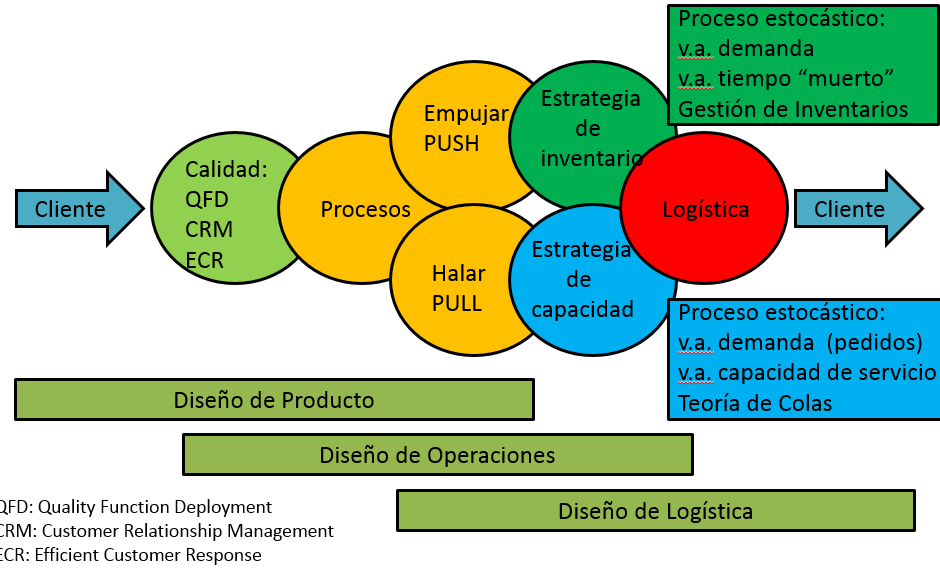 Proceso estocástico:
v.a. demanda
v.a. tiempo “muerto”
Gestión de Inventarios
Empujar
PUSH
Estrategia
de
inventario
Cliente
Calidad:
QFD
CRM
ECR
Procesos
Logística
Cliente
Halar
PULL
Estrategia
de
capacidad
Proceso estocástico:
v.a. demanda (pedidos)
v.a. capacidad de servicio
Teoría de Colas
Diseño de Producto
Diseño de Operaciones
Diseño de Logística
QFD: Quality Function Deployment
CRM: Customer Relationship Management
ECR: Efficient Customer Response